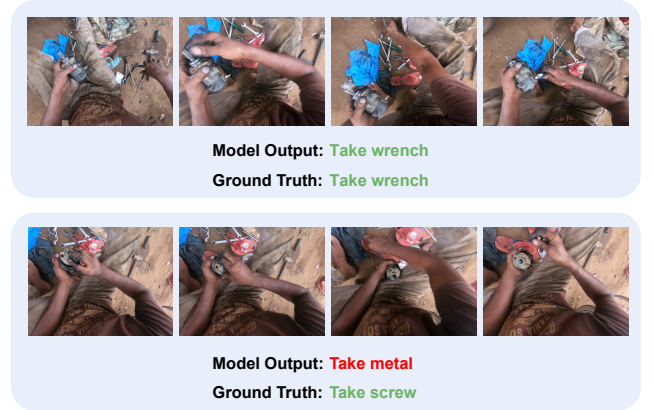 Model Output: Take wrench
Ground Truth: Take wrench
Model Output: Take metal
Ground Truth: Take screw